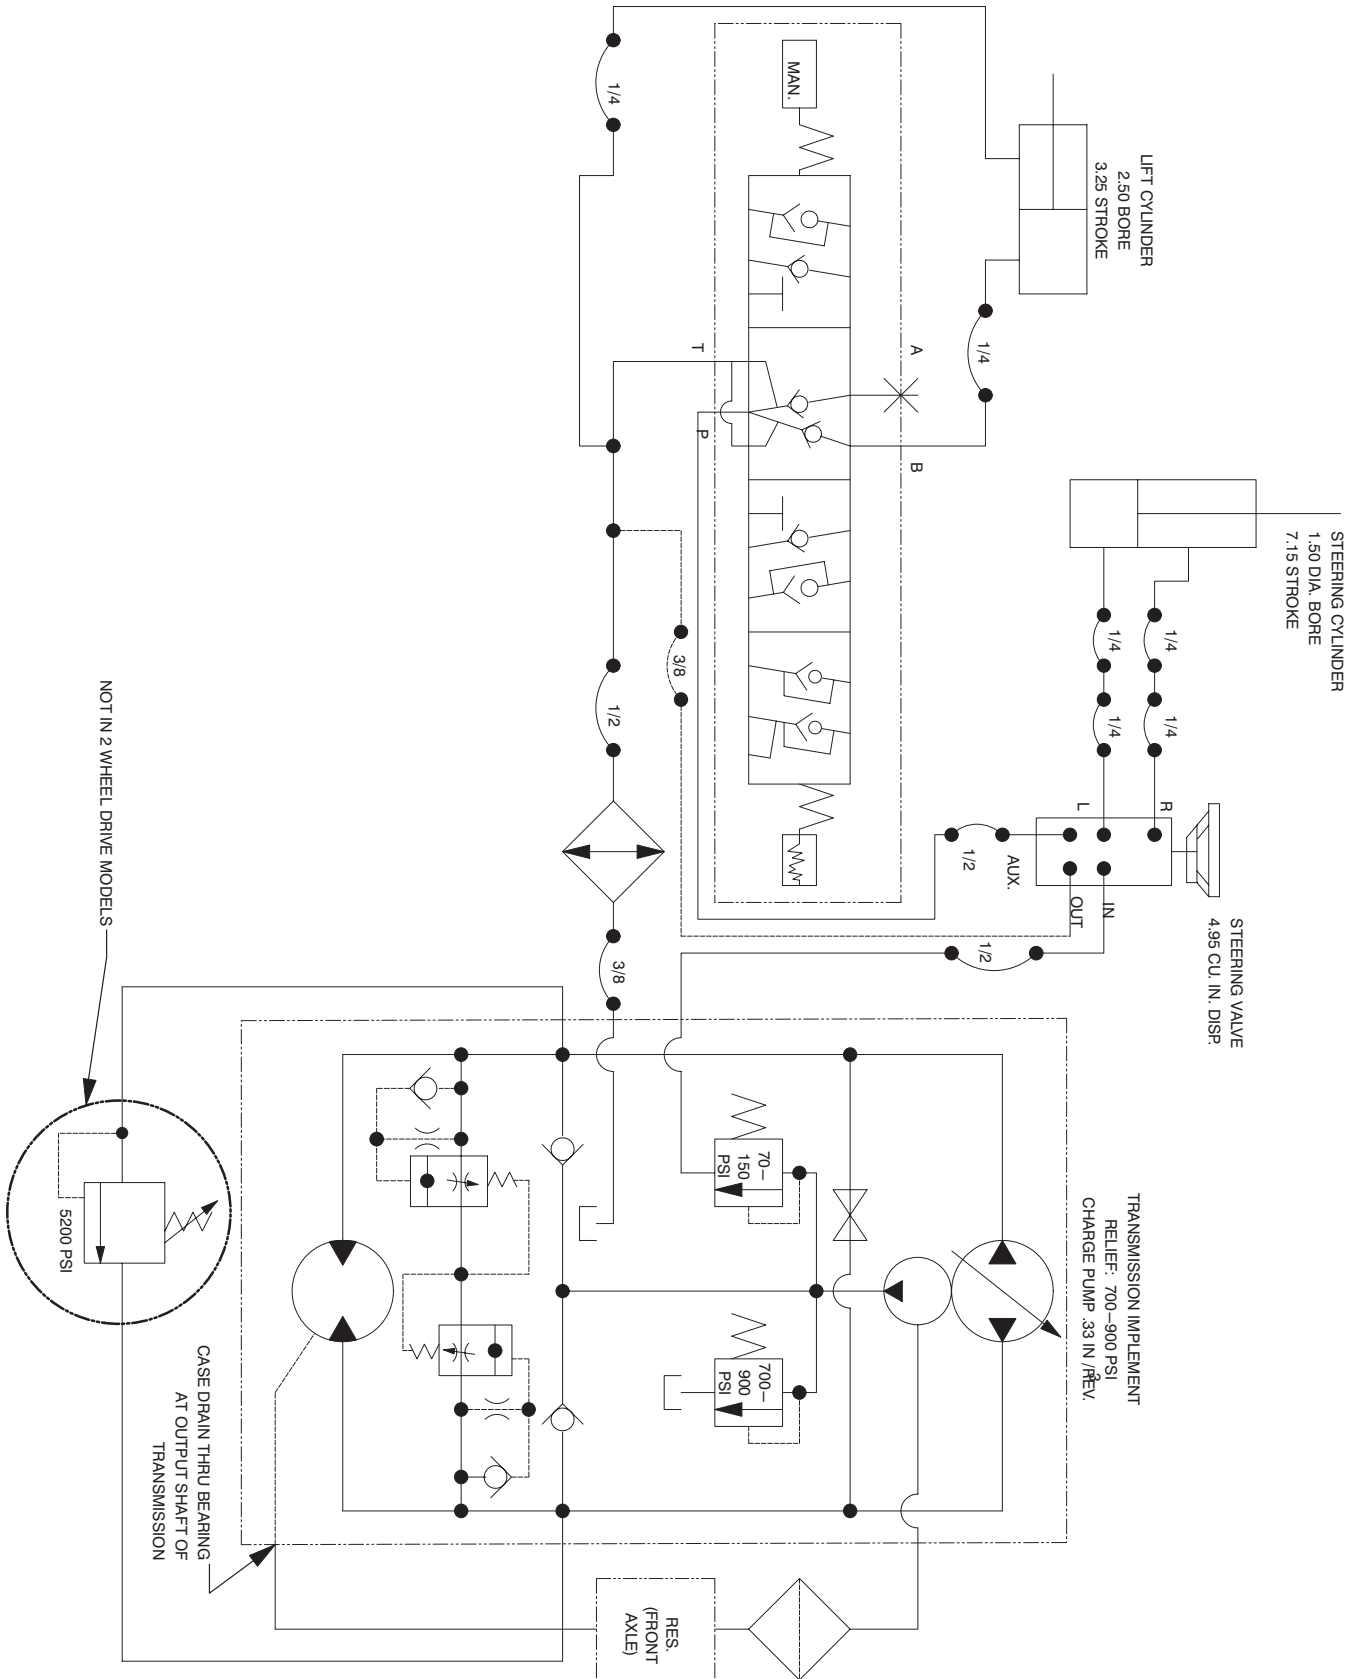 STEERING CYLINDER
1.50 DIA. BORE
7.15 STROKE
1/4
1/4
1/4
1/4
R
L
STEERING VALVE
4.95 CU. IN. DISP.
IN
OUT
AUX.
1/2
1/2
LIFT CYLINDER
2.50 BORE
3.25 STROKE
1/4
A
B
MAN.
T
P
1/4
3/8
1/2
3/8
TRANSMISSION IMPLEMENT
RELIEF: 700–900 PSI
CHARGE PUMP .33 IN 3/REV.
70–
150
PSI
700–
900
PSI
RES.
(FRONT
AXLE)
CASE DRAIN THRU BEARING
AT OUTPUT SHAFT OF
TRANSMISSION
NOT IN 2 WHEEL DRIVE MODELS
5200 PSI